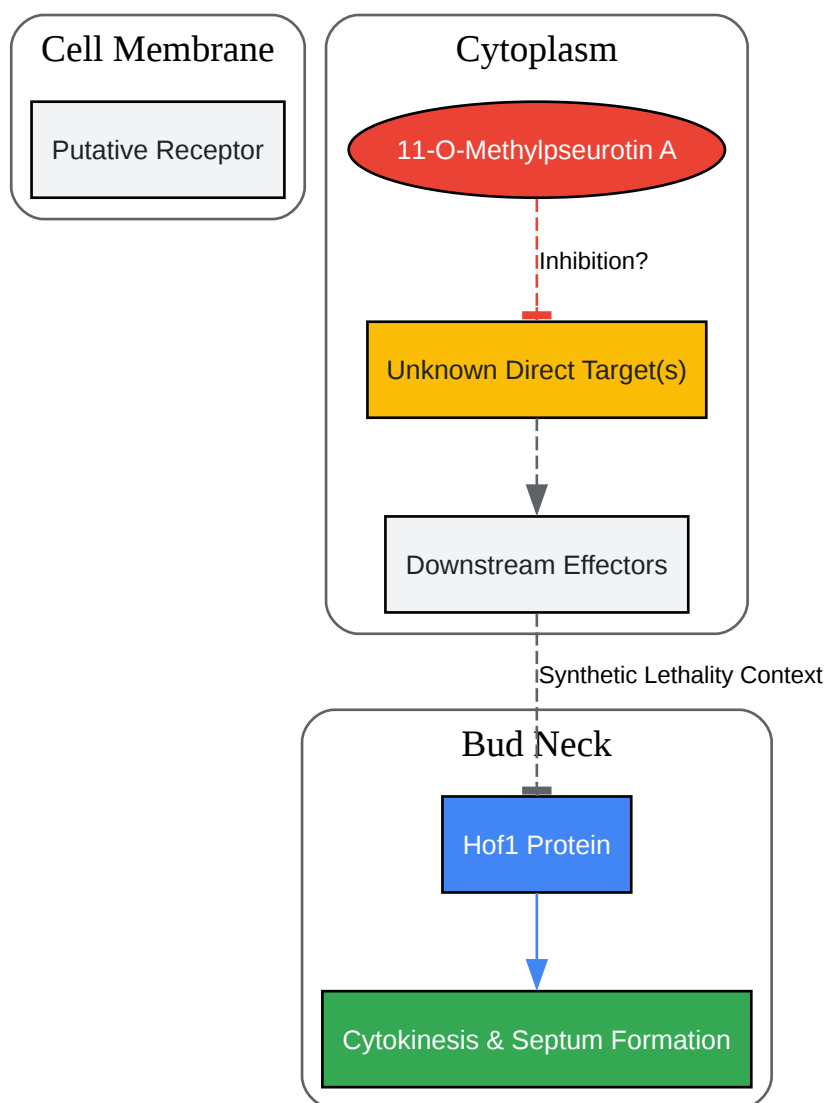 Cell Membrane
Putative Receptor
Cytoplasm
11-O-Methylpseurotin A
Inhibition?
Unknown Direct Target(s)
Downstream Effectors
Synthetic Lethality Context
Bud Neck
Hof1 Protein
Cytokinesis & Septum Formation